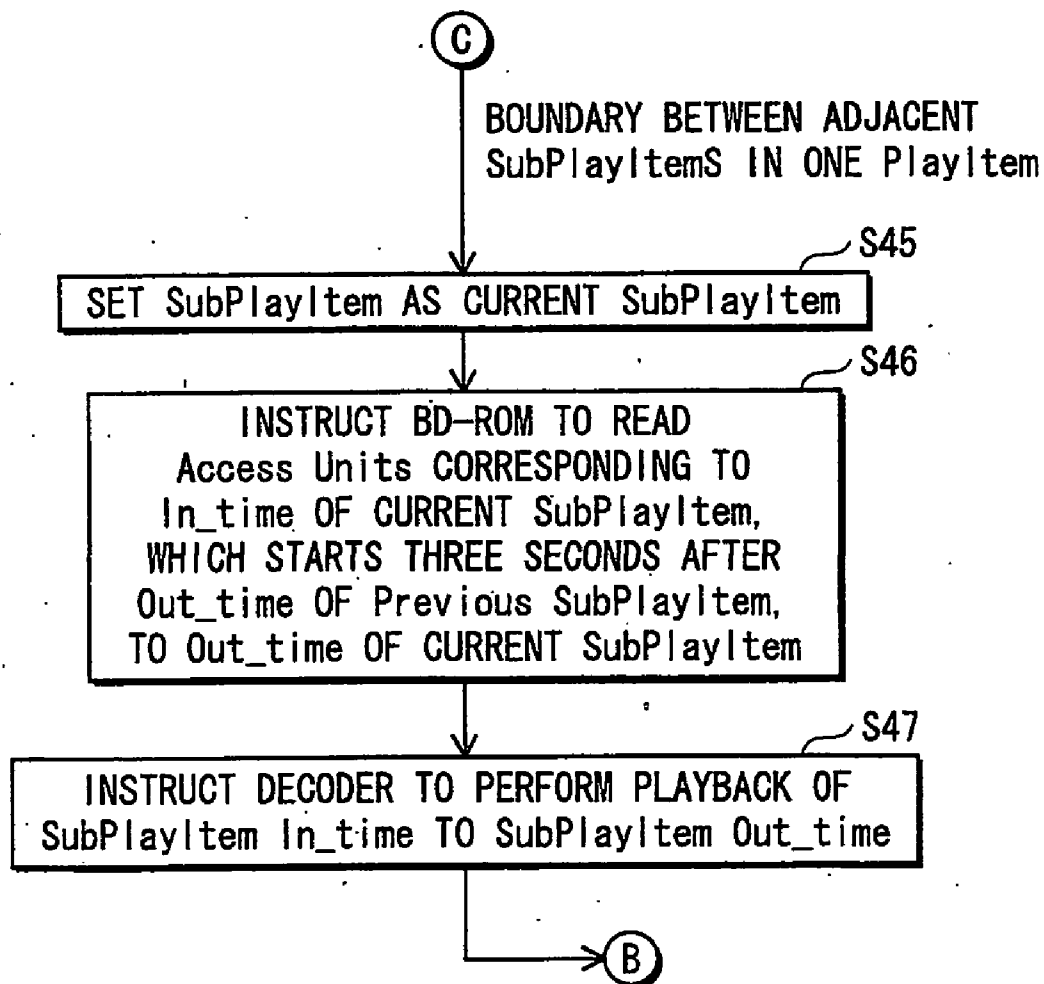 C
BOUNDARY BETWEEN ADJACENT
SubPlayItemS IN ONE PlayItem
S45
SET SubPlayItem AS CURRENT SubPlayItem
S46
INSTRUCT BD-ROM TO READ
Access Units CORRESPONDING TO
In_time OF CURRENT SubPlayItem,
WHICH STARTS THREE SECONDS AFTER
Out_time OF Previous SubPlayItem,
TO Out_time OF CURRENT SubPlayItem
S47
INSTRUCT DECODER TO PERFORM PLAYBACK OF
SubPlayItem In_time TO SubPlayItem Out_time
B